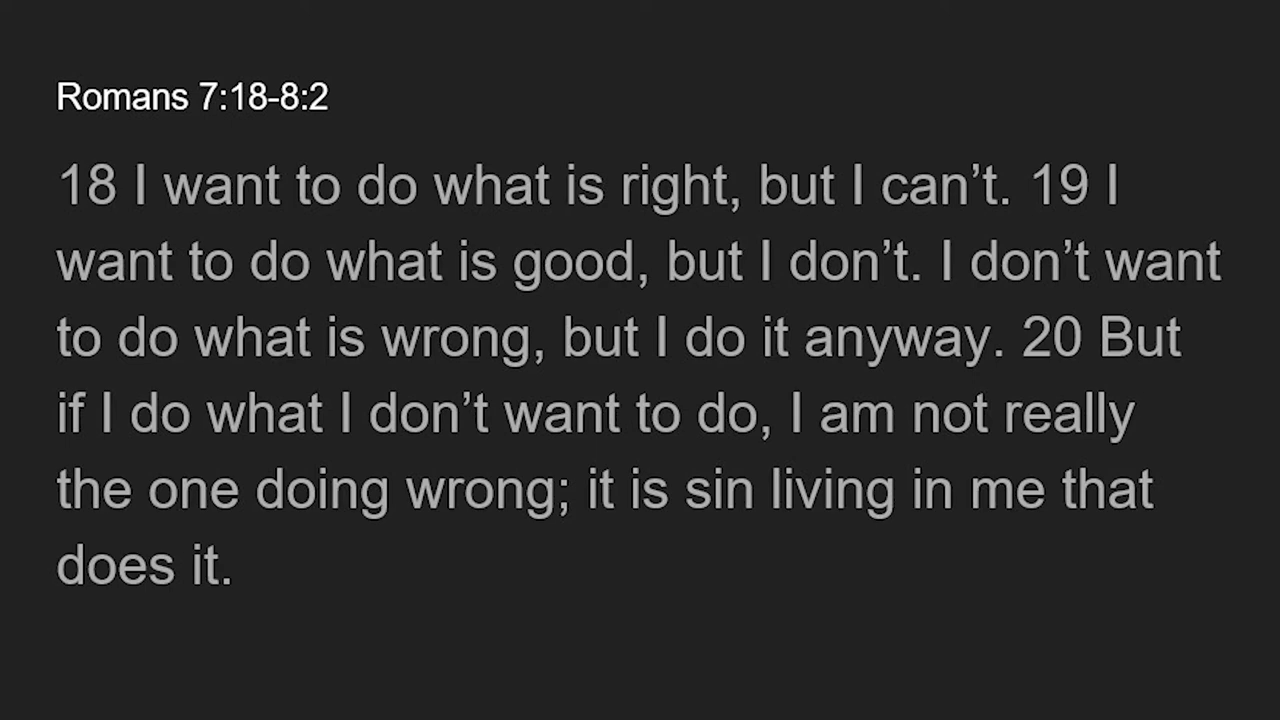 Romans 7:18-8:2
18 I want to do what is right, but I can’t. 19 I
want to do what is good, but I don’t. I don’t want
to do what is wrong, but I do it anyway. 20 But
if I do what I don’t want to do, I am not really
the one doing wrong; it is sin living in me that
does it.